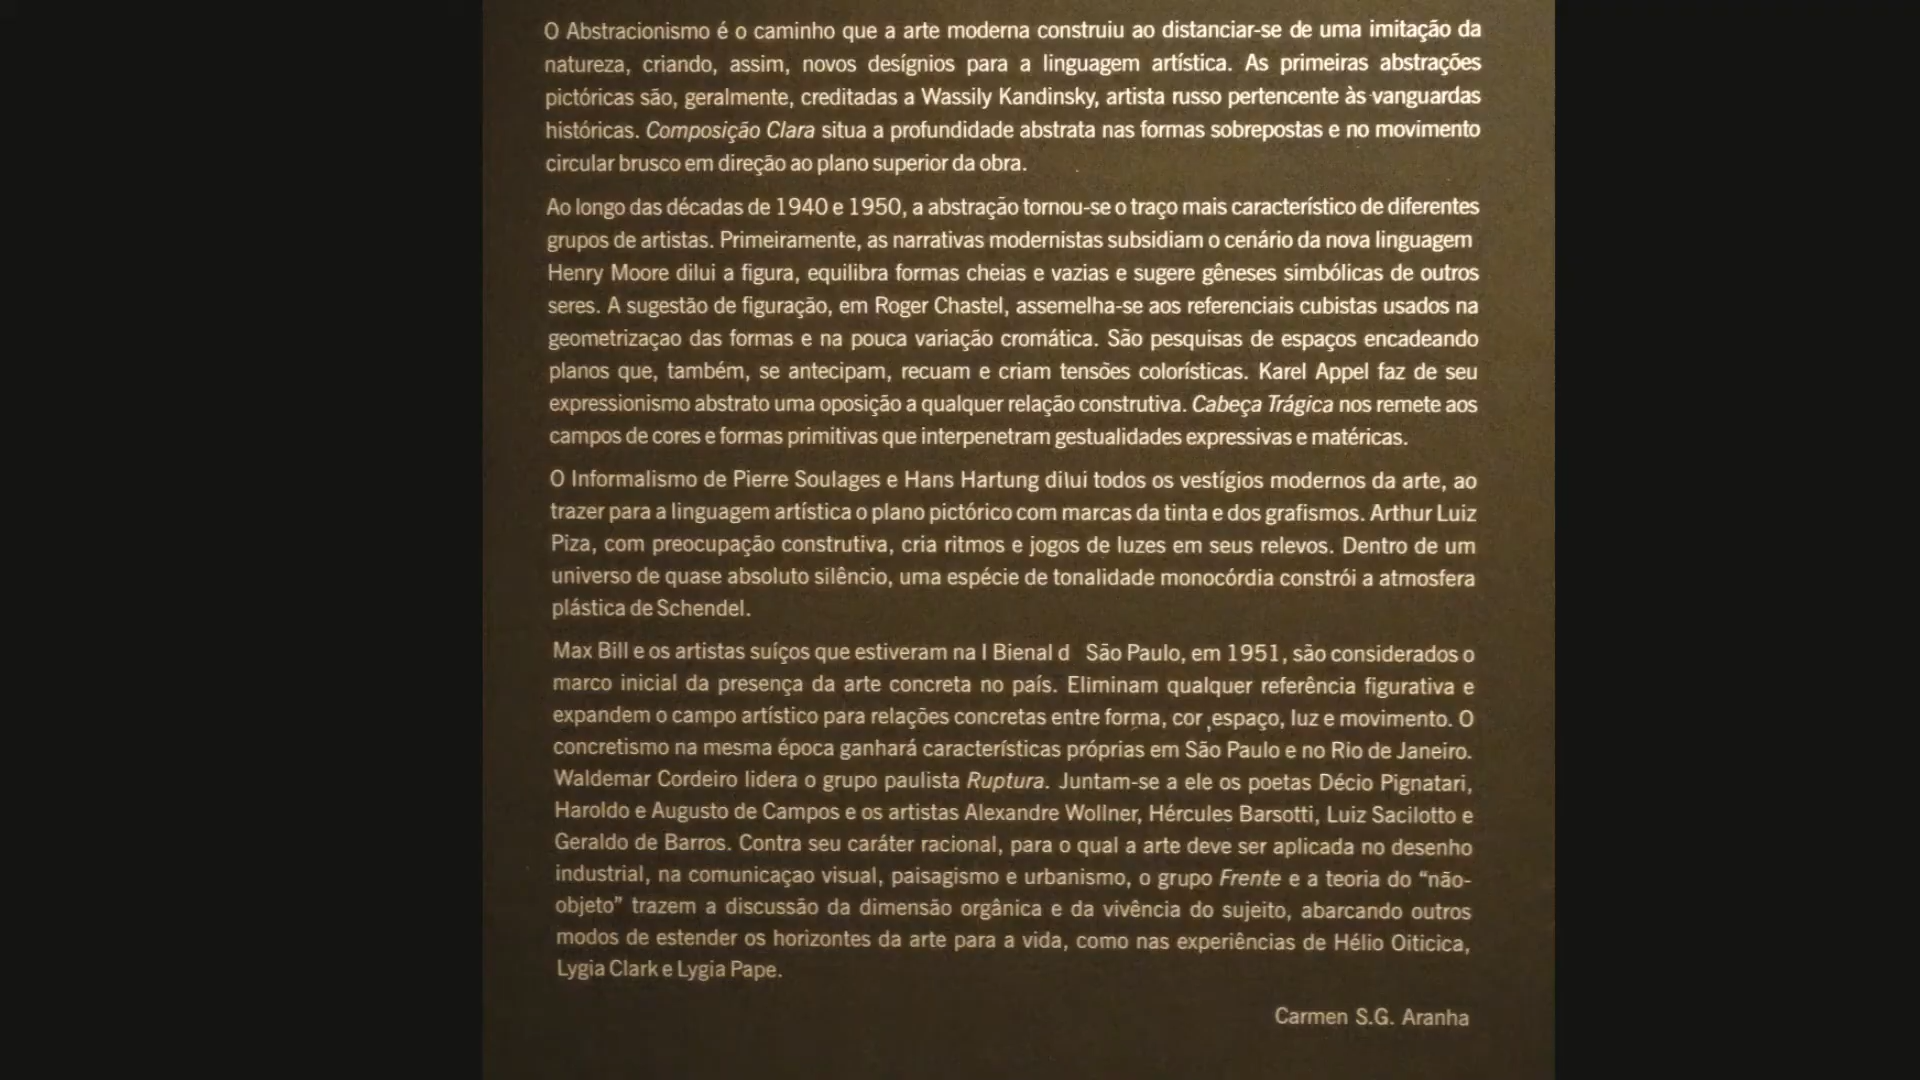 O Abstracionismo é o caminho que a arte moderna construiu ao distanciar-se de uma imitação da
natureza, criando, assim, novos desígnios para a linguagem artística. As primeiras abstrações
pictóricas são, geralmente, creditadas a Wassily Kandinsky, artista russo pertencente às vanguardas
históricas. Composição Clara situa a profundidade abstrata nas formas sobrepostas e no movimento
circular brusco em direção ao plano superior da obra.
Ao longo das décadas de 1940 e 1950, a abstração tornou-se o traço mais característico de diferentes
grupos de artistas. Primeiramente, as narrativas modernistas subsidiam o cenário da nova linguagem
Henry Moore dilui a figura, equilibra formas cheias e vazias e sugere gêneses simbólicas de outros
seres. A sugestão de figuração, em Roger Chastel, assemelha-se aos referenciais cubistas usados na
geometrizaçao das formas e na pouca variação cromática. São pesquisas de espaços encadeando
planos que, também, se antecipam, recuam e criam tensões colorísticas. Karel Appel faz de seu
expressionismo abstrato uma oposição a qualquer relação construtiva. Cabeça Trágica nos remete aos
campos de cores e formas primitivas que interpenetram gestualidades expressivas e matéricas.
O Informalismo de Pierre Soulages e Hans Hartung dilui todos os vestígios modernos da arte, ao
trazer para a linguagem artística o plano pictórico com marcas da tinta e dos grafismos. Arthur Luiz
Piza, com preocupação construtiva, cria ritmos e jogos de luzes em seus relevos. Dentro de um
universo de quase absoluto silêncio, uma espécie de tonalidade monocórdia constrói a atmosfera
plástica de Schendel.
Max Bill e os artistas suíços que estiveram na I Bienal d São Paulo, em 1951, são considerados o
marco inicial da presença da arte concreta no país. Eliminam qualquer referência figurativa e
expandem o campo artístico para relações concretas entre forma, cor ,espaço, luz e movimento. O
concretismo na mesma época ganhará características próprias em São Paulo e no Rio de Janeiro.
Waldemar Cordeiro lidera o grupo paulista Ruptura. Juntam-se a ele os poetas Décio Pignatari,
Haroldo e Augusto de Campos e os artistas Alexandre Wollner, Hércules Barsotti, Luiz Sacilotto e
Geraldo de Barros. Contra seu caráter racional, para o qual a arte deve ser aplicada no desenho
industrial, na comunicaçao visual, paisagismo e urbanismo, o grupo Frente e a teoria do “não-
objeto” trazem a discussão da dimensão orgânica e da vivência do sujeito, abarcando outros
modos de estender os horizontes da arte para a vida, como nas experiências de Hélio Oiticica,
Lygia Clark e Lygia Pape.
Carmen S.G. Aranha